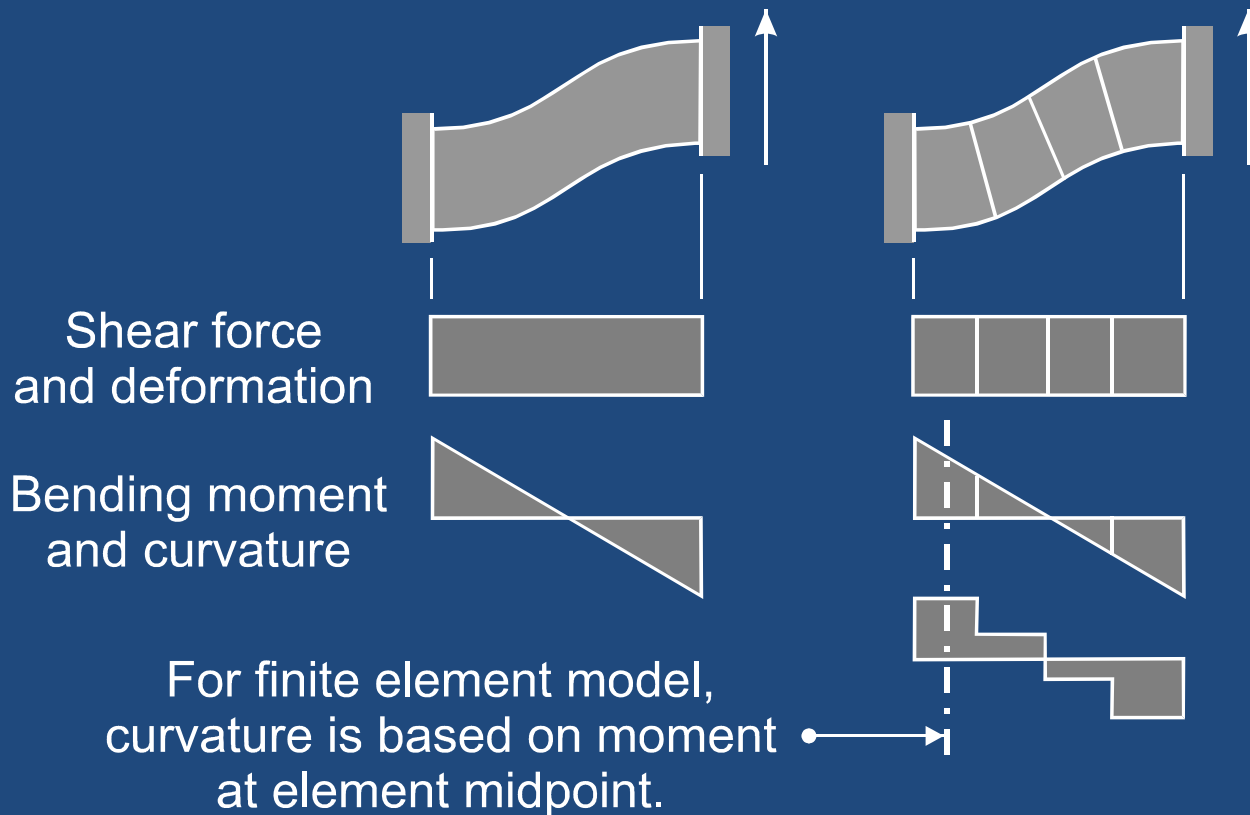 Shear force
and deformation
Bending moment
and curvature
For finite element model,
curvature is based on moment
at element midpoint.